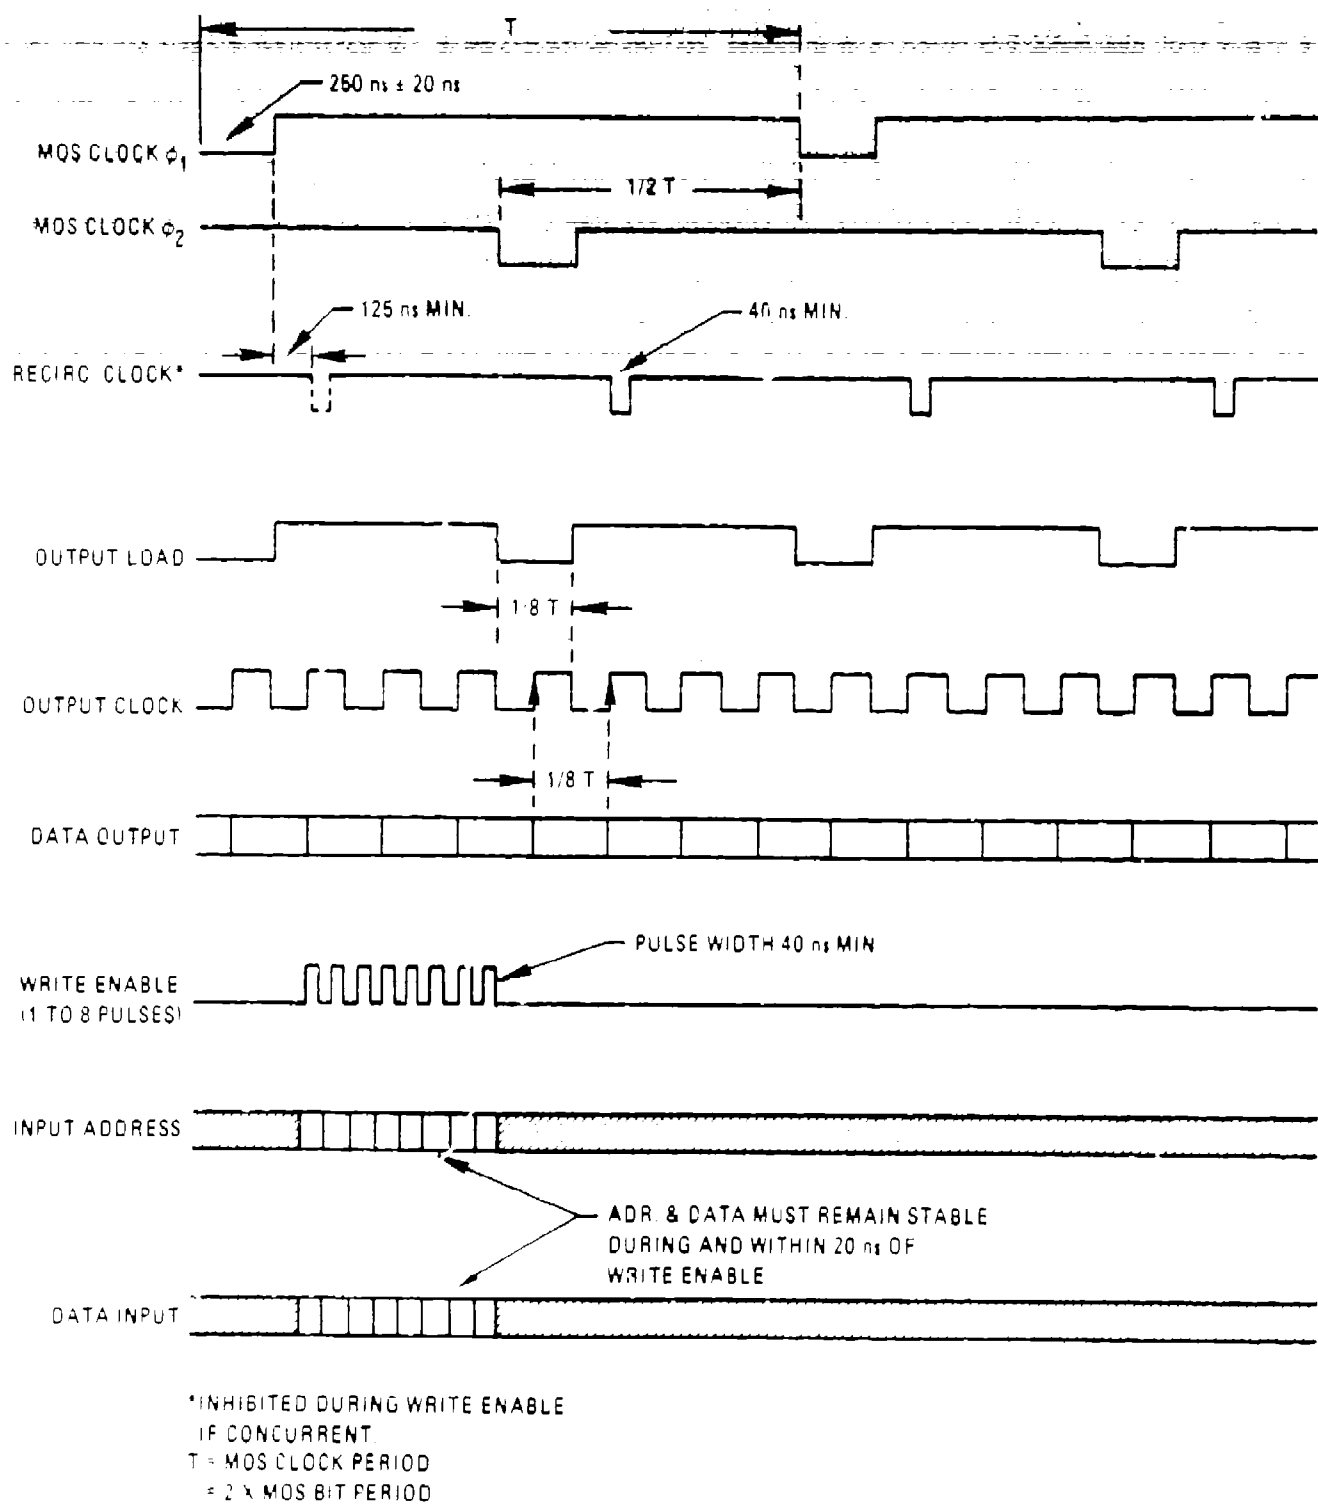 T
260 ns ± 20 ns
MOS CLOCK ϕ1
1/2 T
MOS CLOCK ϕ2
125 ns MIN.
40 ns MIN.
RECIRC CLOCK*
OUTPUT LOAD
1/8 T
OUTPUT CLOCK
1/8 T
DATA OUTPUT
PULSE WIDTH 40 ns MIN
WRITE ENABLE
(1 TO 8 PULSES)
INPUT ADDRESS
ADR. & DATA MUST REMAIN STABLE
DURING AND WITHIN 20 ns OF
WRITE ENABLE
DATA INPUT
*INHIBITED DURING WRITE ENABLE
IF CONCURRENT.
T = MOS CLOCK PERIOD
= 2 X MOS BIT PERIOD